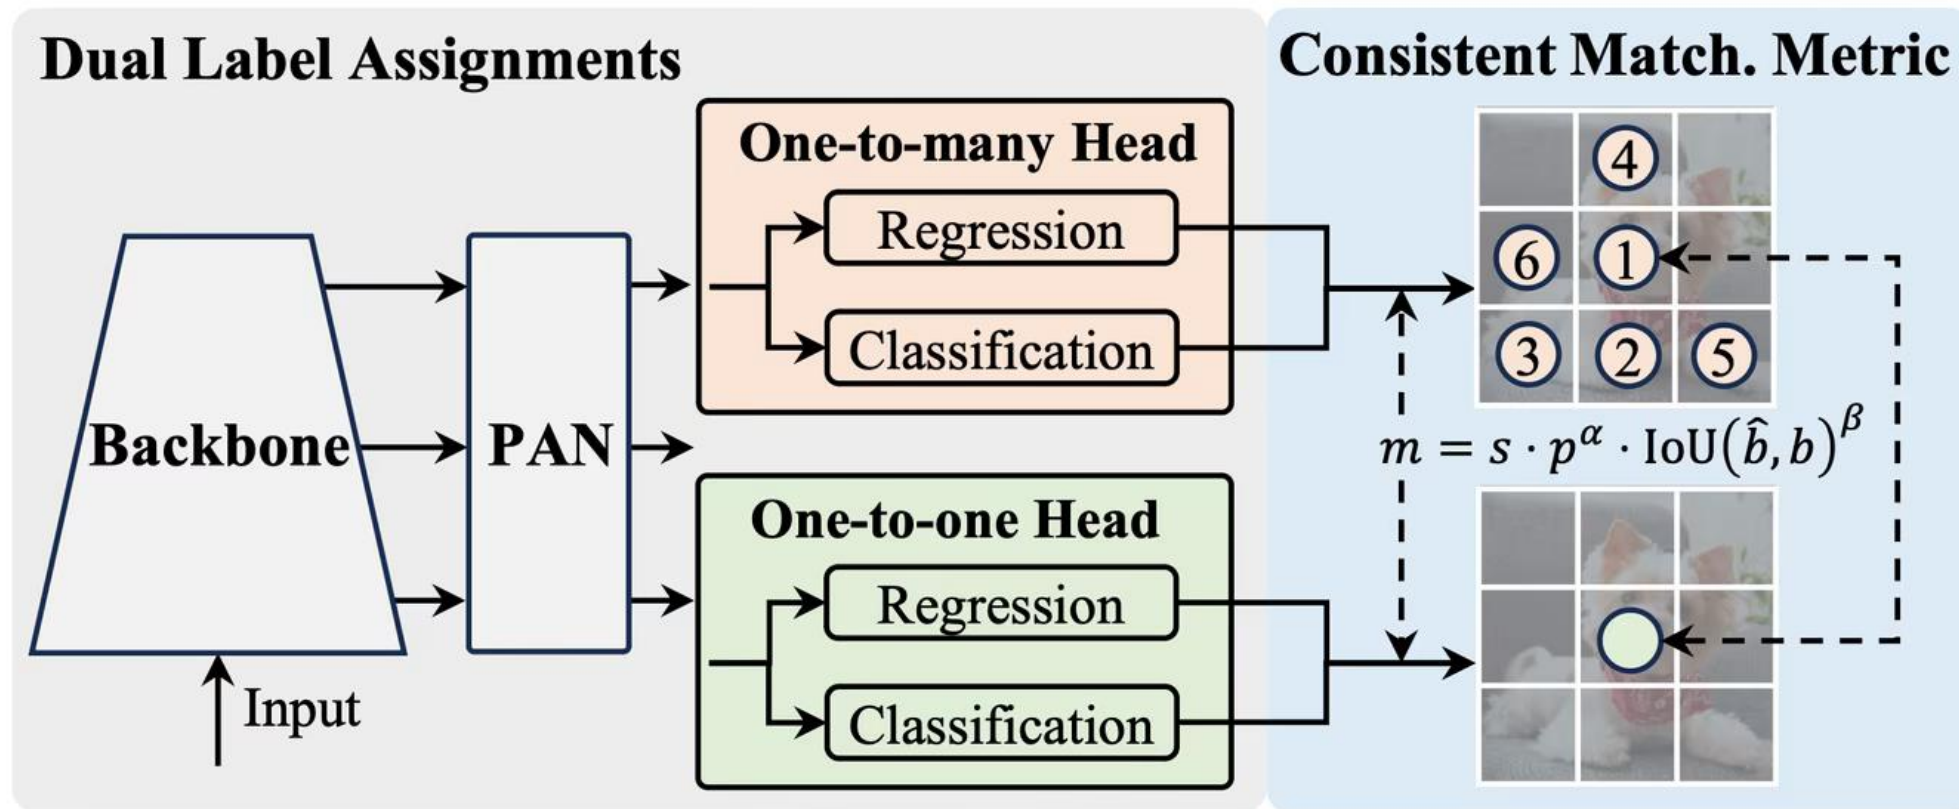 Dual Label Assignments
Consistent Match. Metric
One-to-many Head
Regression
Classification
Backbone
PAN
Input
One-to-one Head
Regression
Classification
4
6 1
3 2 5
m = s · p^α · IoU(b̂, b)^β